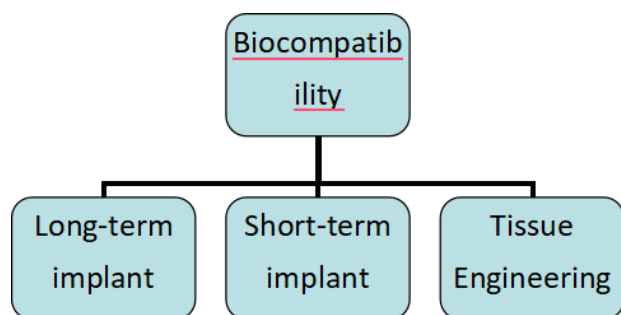 Biocompatib
ility
Long-term
implant
Short-term
implant
Tissue
Engineering